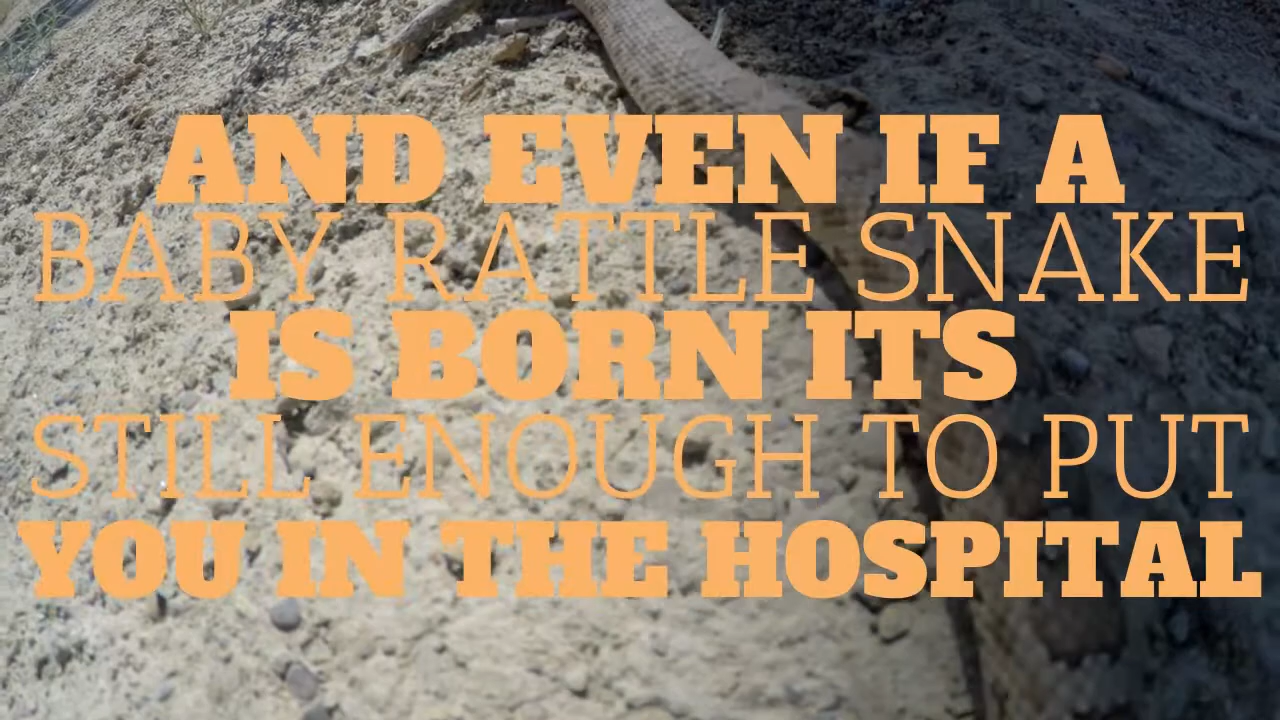 AND EVEN IF A
BABY RATTLE SNAKE
IS BORN ITS
STILL ENOUGH TO PUT
YOU IN THE HOSPITAL